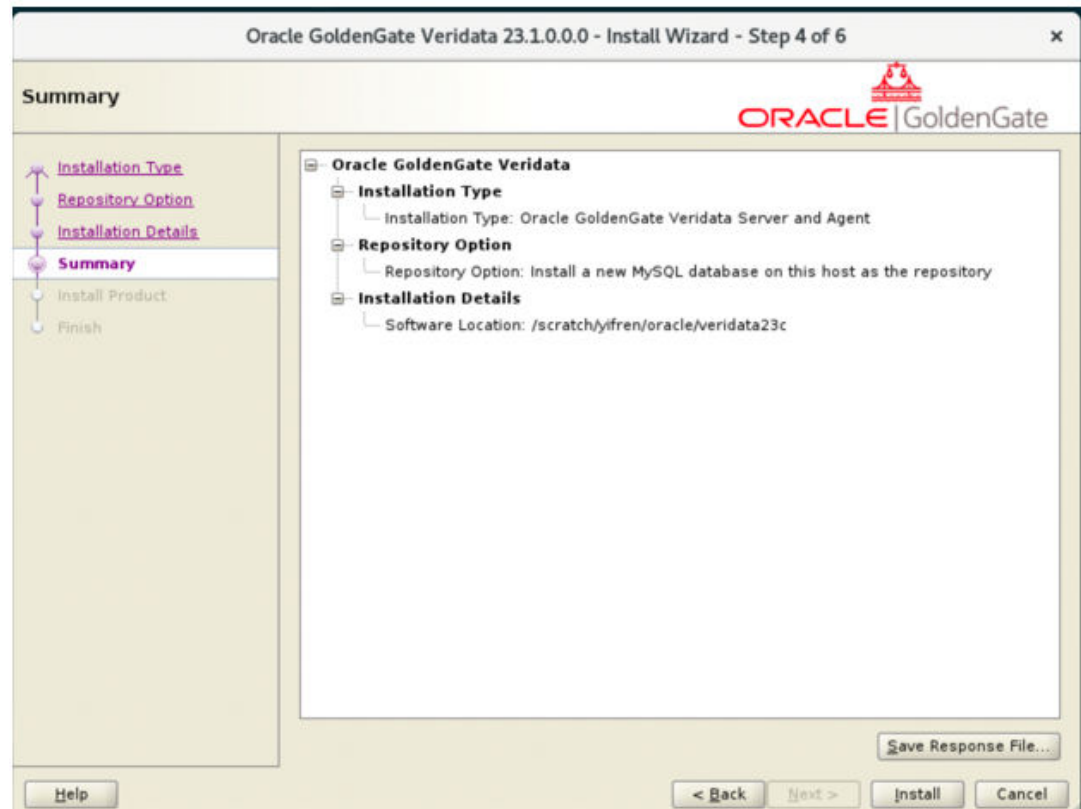 Oracle GoldenGate Veridata 23.1.0.0.0 - Install Wizard - Step 4 of 6
Summary
ORACLE GoldenGate
Installation Type
Repository Option
Installation Details
Summary
Install Product
Finish
Oracle GoldenGate Veridata
Installation Type
Installation Type: Oracle GoldenGate Veridata Server and Agent
Repository Option
Repository Option: Install a new MySQL database on this host as the repository
Installation Details
Software Location: /scratch/yifren/oracle/veridata23c
Save Response File...
Help
< Back
Next >
Install
Cancel